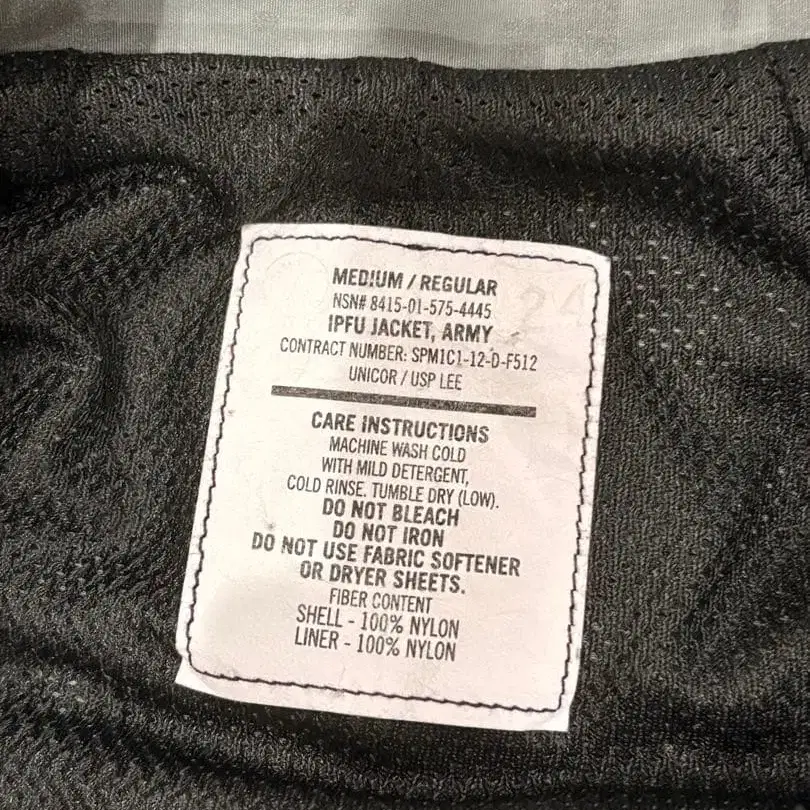 MEDIUM / REGULAR
NSN# 8415-01-575-4445
IPFU JACKET, ARMY
CONTRACT NUMBER: SPM1C1-12-D-F512
UNICOR / USP LEE
CARE INSTRUCTIONS
MACHINE WASH COLD
WITH MILD DETERGENT,
COLD RINSE. TUMBLE DRY (LOW).
DO NOT BLEACH
DO NOT IRON
DO NOT USE FABRIC SOFTENER
OR DRYER SHEETS.
FIBER CONTENT
SHELL - 100% NYLON
LINER - 100% NYLON